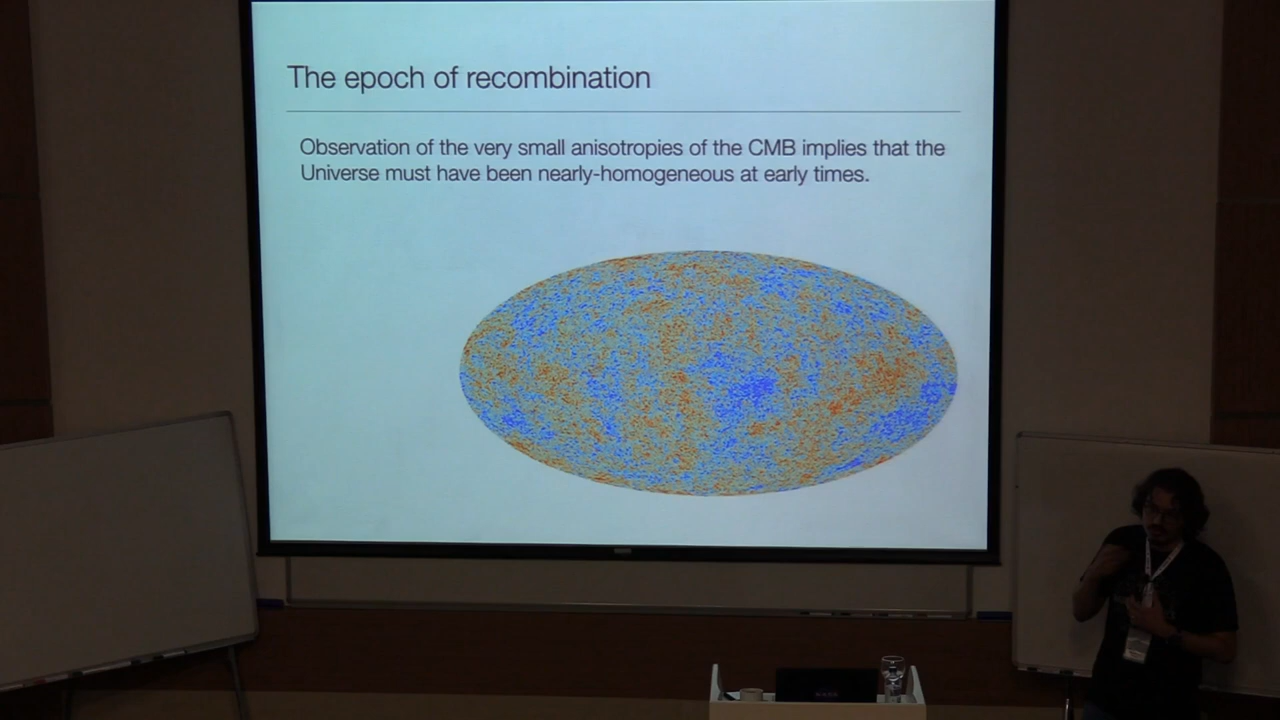 The epoch of recombination
Observation of the very small anisotropies of the CMB implies that the
Universe must have been nearly-homogeneous at early times.